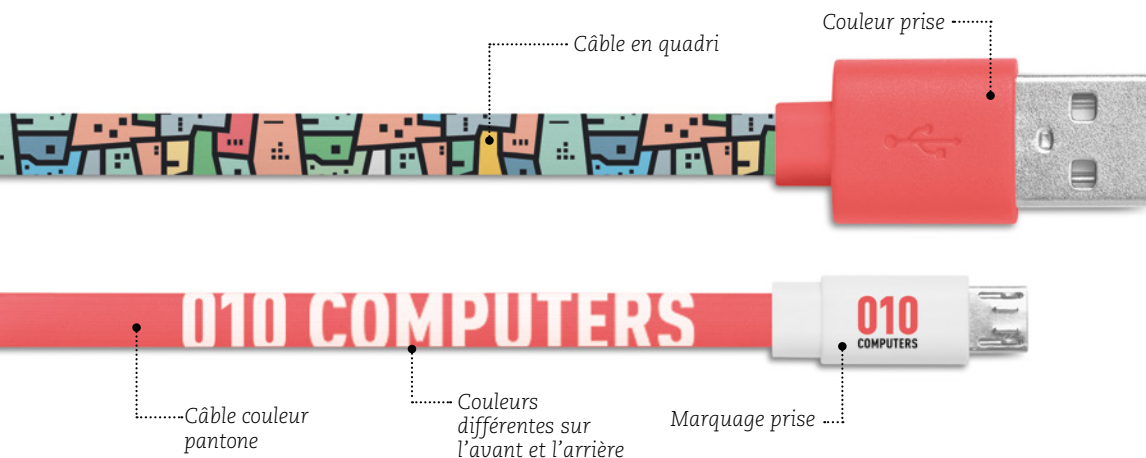 Couleur prise
Câble en quadri
010 COMPUTERS
010
COMPUTERS
Câble couleur
pantone
Couleurs
différentes sur
l'avant et l'arrière
Marquage prise